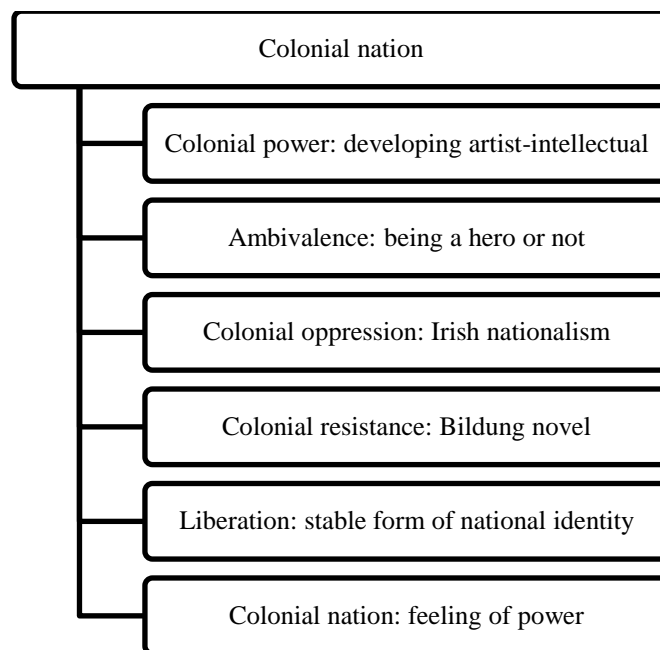 Colonial nation
Colonial power: developing artist-intellectual
Ambivalence: being a hero or not
Colonial oppression: Irish nationalism
Colonial resistance: Bildung novel
Liberation: stable form of national identity
Colonial nation: feeling of power